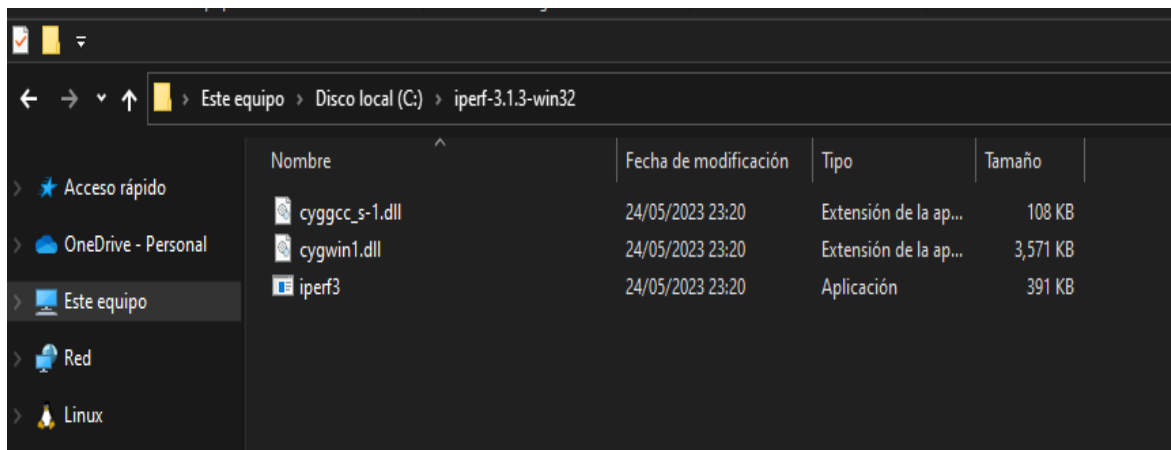 Este equipo > Disco local (C:) > iperf-3.1.3-win32
Nombre Fecha de modificación Tipo Tamaño
Acceso rápido
cyggcc_s-1.dll 24/05/2023 23:20 Extensión de la ap... 108 KB
OneDrive - Personal
cygwin1.dll 24/05/2023 23:20 Extensión de la ap... 3,571 KB
Este equipo
iperf3 24/05/2023 23:20 Aplicación 391 KB
Red
Linux